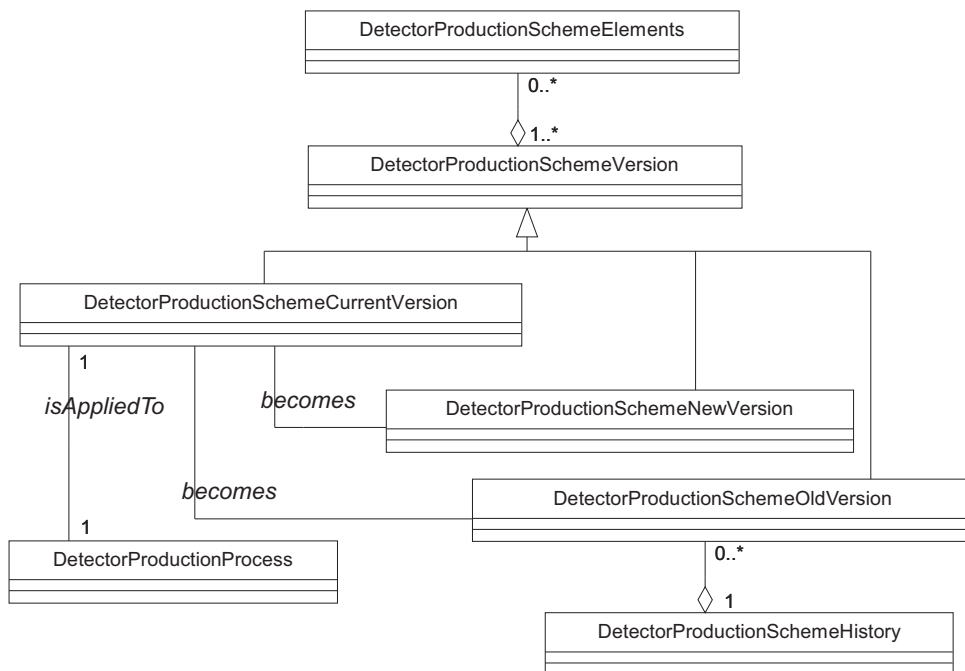 DetectorProductionSchemeElements
0..*
1..*
DetectorProductionSchemeVersion
DetectorProductionSchemeCurrentVersion
1
isAppliedTo
becomes
DetectorProductionSchemeNewVersion
becomes
DetectorProductionSchemeOldVersion
1
DetectorProductionProcess
0..*
1
DetectorProductionSchemeHistory